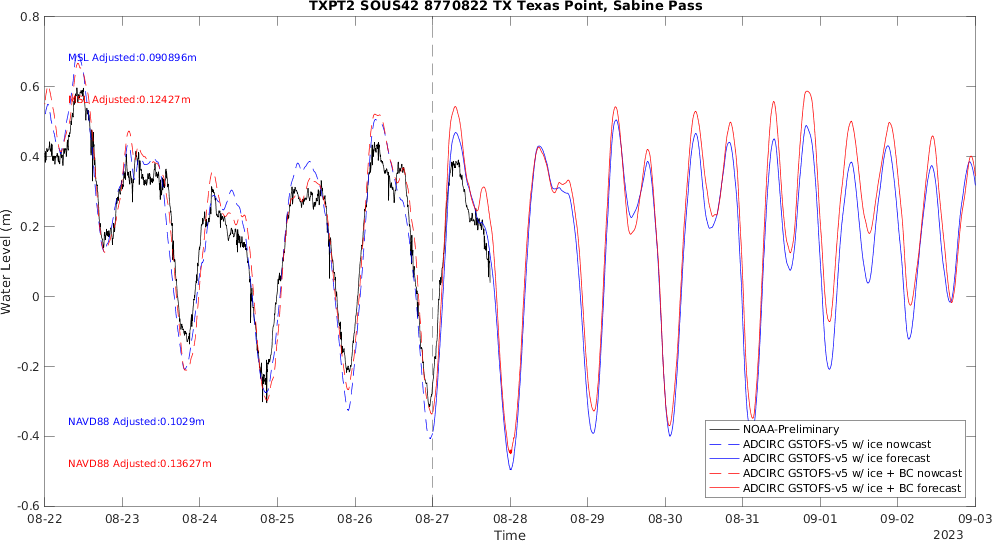 TXPT2 SOUS42 8770822 TX Texas Point, Sabine Pass
0.8
0.6
0.4
0.2
0
-0.2
-0.4
-0.6
Water Level (m)
MSL Adjusted:0.090896m
MSL Adjusted:0.12427m
NAVD88 Adjusted:0.1029m
NAVD88 Adjusted:0.13627m
NOAA-Preliminary
ADCIRC GSTOFS-v5 w/ ice nowcast
ADCIRC GSTOFS-v5 w/ ice forecast
ADCIRC GSTOFS-v5 w/ ice + BC nowcast
ADCIRC GSTOFS-v5 w/ ice + BC forecast
08-22 08-23 08-24 08-25 08-26 08-27 08-28 08-29 08-30 08-31 09-01 09-02 09-03
Time
2023